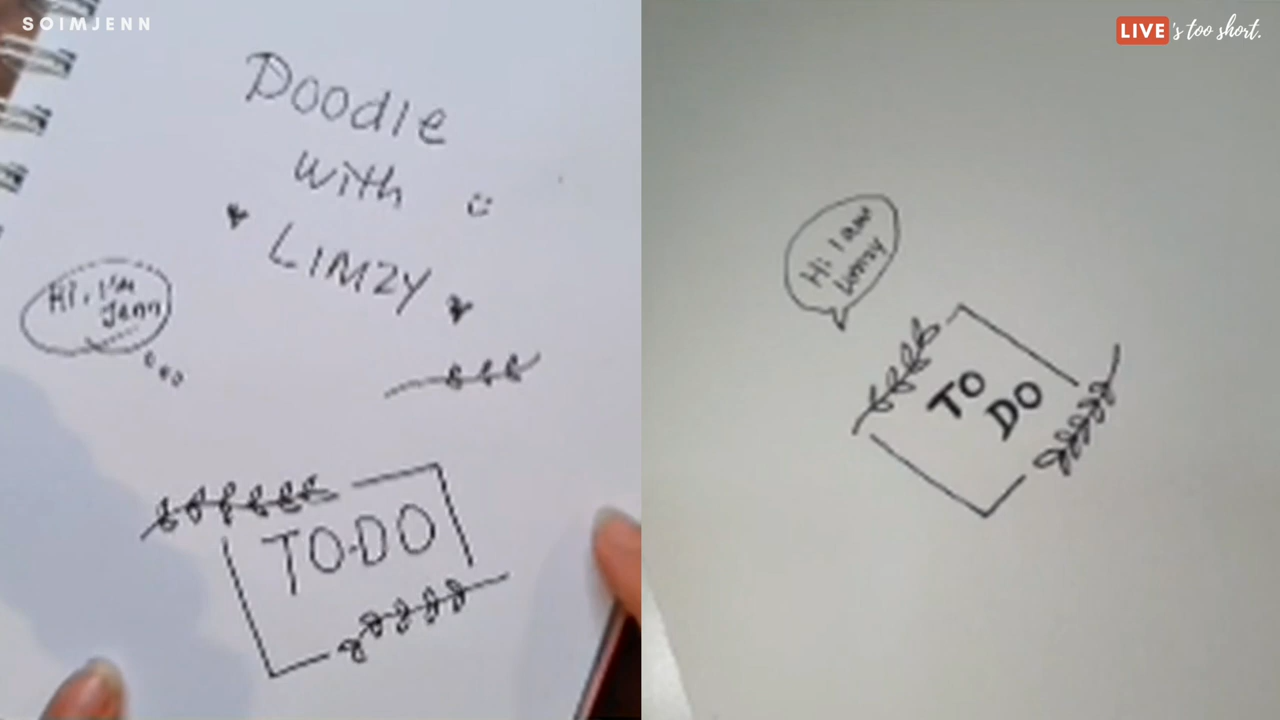 SOIMJENN
Doodle
with
LIMZY
Hi, I'm
Jenn
TO-DO
LIVE's too short.
Hi I am
LIMZY
TO
DO